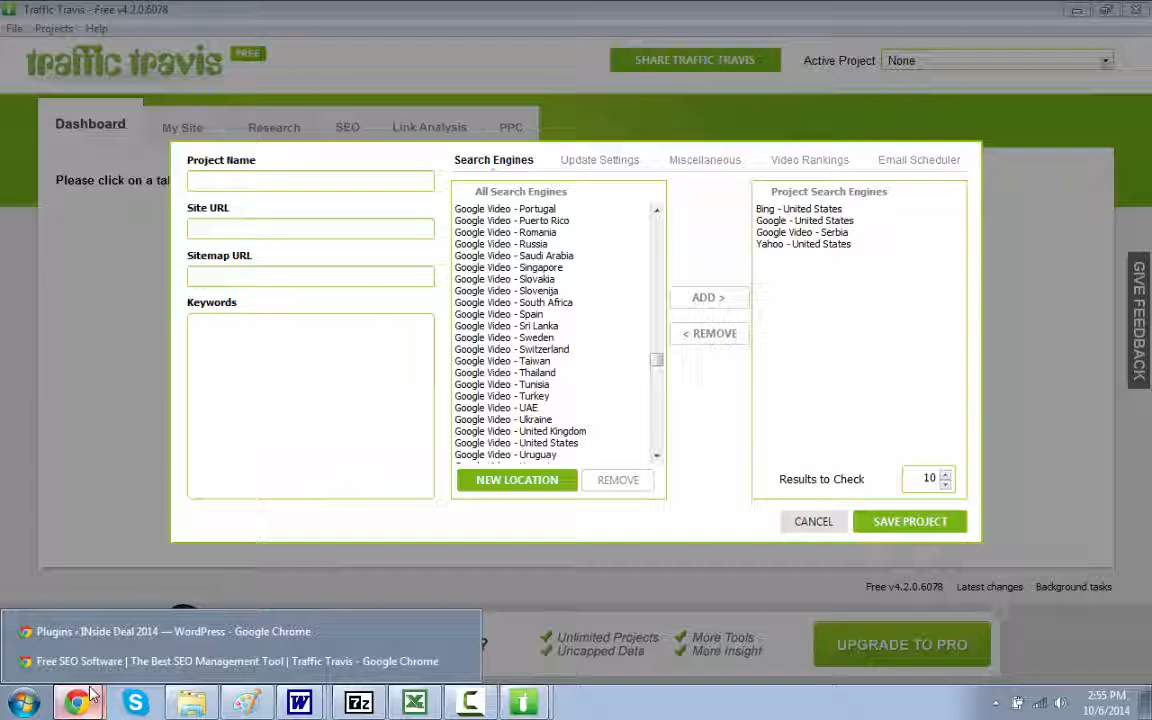 Traffic Travis - Free v4.2.0.6078
File Projects Help
traffic travis FREE
SHARE TRAFFIC TRAVIS
Active Project None
Dashboard My Site Research SEO Link Analysis PPC
Please click on a ta
Project Name
Site URL
Sitemap URL
Keywords
Search Engines Update Settings Miscellaneous Video Rankings Email Scheduler
All Search Engines
Google Video - Portugal
Google Video - Puerto Rico
Google Video - Romania
Google Video - Russia
Google Video - Saudi Arabia
Google Video - Singapore
Google Video - Slovakia
Google Video - Slovenija
Google Video - South Africa
Google Video - Spain
Google Video - Sri Lanka
Google Video - Sweden
Google Video - Switzerland
Google Video - Taiwan
Google Video - Thailand
Google Video - Tunisia
Google Video - Turkey
Google Video - UAE
Google Video - Ukraine
Google Video - United Kingdom
Google Video - United States
Google Video - Uruguay
NEW LOCATION REMOVE
ADD >
< REMOVE
Project Search Engines
Bing - United States
Google - United States
Google Video - Serbia
Yahoo - United States
Results to Check 10
CANCEL SAVE PROJECT
GIVE FEEDBACK
Free v4.2.0.6078 Latest changes Background tasks
?
Unlimited Projects More Tools
Uncapped Data More Insight
UPGRADE TO PRO
Plugins ‹ INside Deal 2014 — WordPress - Google Chrome
Free SEO Software | The Best SEO Management Tool | Traffic Travis - Google Chrome
2:55 PM
10/6/2014